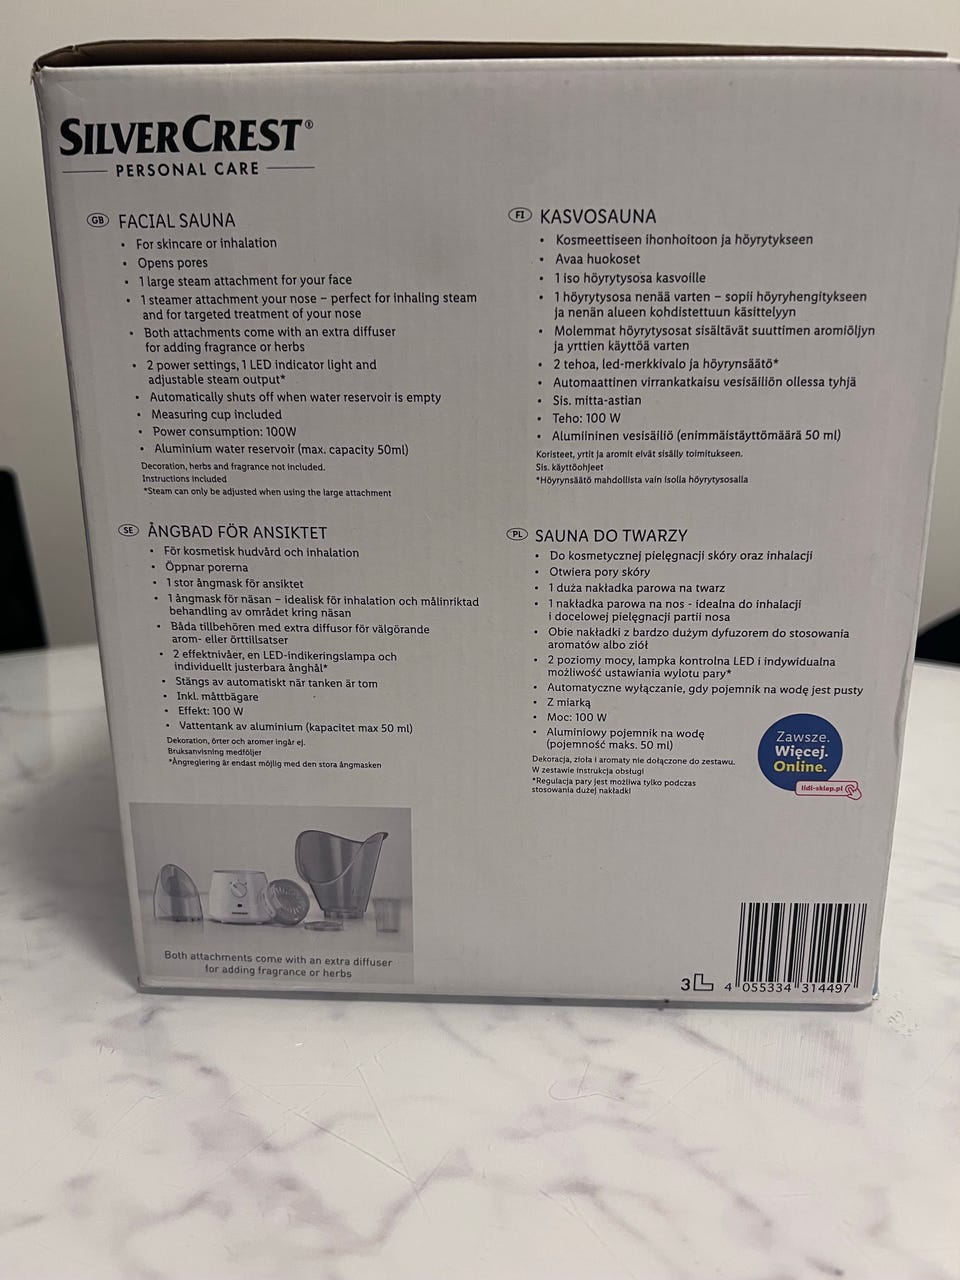 SILVERCREST®
PERSONAL CARE
GB FACIAL SAUNA
• For skincare or inhalation
• Opens pores
• 1 large steam attachment for your face
• 1 steamer attachment your nose – perfect for inhaling steam
and for targeted treatment of your nose
• Both attachments come with an extra diffuser
for adding fragrance or herbs
• 2 power settings, 1 LED indicator light and
adjustable steam output*
• Automatically shuts off when water reservoir is empty
• Measuring cup included
• Power consumption: 100W
• Aluminium water reservoir (max. capacity 50ml)
Decoration, herbs and fragrance not included.
Instructions included
*Steam can only be adjusted when using the large attachment
FI KASVOSAUNA
• Kosmeettiseen ihonhoitoon ja höyrytykseen
• Avaa huokoset
• 1 iso höyrytysosa kasvoille
• 1 höyrytysosa nenää varten – sopii höyryhengitykseen
ja nenän alueen kohdistettuun käsittelyyn
• Molemmat höyrytysosat sisältävät suuttimen aromiöljyn
ja yrttien käyttöä varten
• 2 tehoa, led-merkkivalo ja höyrynsäätö*
• Automaattinen virrankatkaisu vesisäiliön ollessa tyhjä
• Sis. mitta-astian
• Teho: 100 W
• Alumiininen vesisäiliö (enimmäistäyttömäärä 50 ml)
Koristeet, yrtit ja aromit eivät sisälly toimitukseen.
Sis. käyttöohjeet
*Höyrynsäätö mahdollista vain isolla höyrytysosalla
SE ÅNGBAD FÖR ANSIKTET
• För kosmetisk hudvård och inhalation
• Öppnar porerna
• 1 stor ångmask för ansiktet
• 1 ångmask för näsan – idealisk för inhalation och målinriktad
behandling av området kring näsan
• Båda tillbehören med extra diffusor för välgörande
arom- eller örttillsatser
• 2 effektnivåer, en LED-indikeringslampa och
individuellt justerbara ånghål*
• Stängs av automatiskt när tanken är tom
• Inkl. måttbägare
• Effekt: 100 W
• Vattentank av aluminium (kapacitet max 50 ml)
Dekoration, örter och aromer ingår ej.
Bruksanvisning medföljer
*Ångreglering är endast möjlig med den stora ångmasken
PL SAUNA DO TWARZY
• Do kosmetycznej pielęgnacji skóry oraz inhalacji
• Otwiera pory skóry
• 1 duża nakładka parowa na twarz
• 1 nakładka parowa na nos - idealna do inhalacji
i docelowej pielęgnacji partii nosa
• Obie nakładki z bardzo dużym dyfuzorem do stosowania
aromatów albo ziół
• 2 poziomy mocy, lampka kontrolna LED i indywidualna
możliwość ustawiania wylotu pary*
• Automatyczne wyłączanie, gdy pojemnik na wodę jest pusty
• Z miarką
• Moc: 100 W
• Aluminiowy pojemnik na wodę
(pojemność maks. 50 ml)
Dekoracja, zioła i aromaty nie dołączone do zestawu.
W zestawie instrukcja obsługi
*Regulacja pary jest możliwa tylko podczas
stosowania dużej nakładki
Zawsze.
Więcej.
Online.
lidl-sklep.pl
Both attachments come with an extra diffuser
for adding fragrance or herbs
3 4 055334 314497